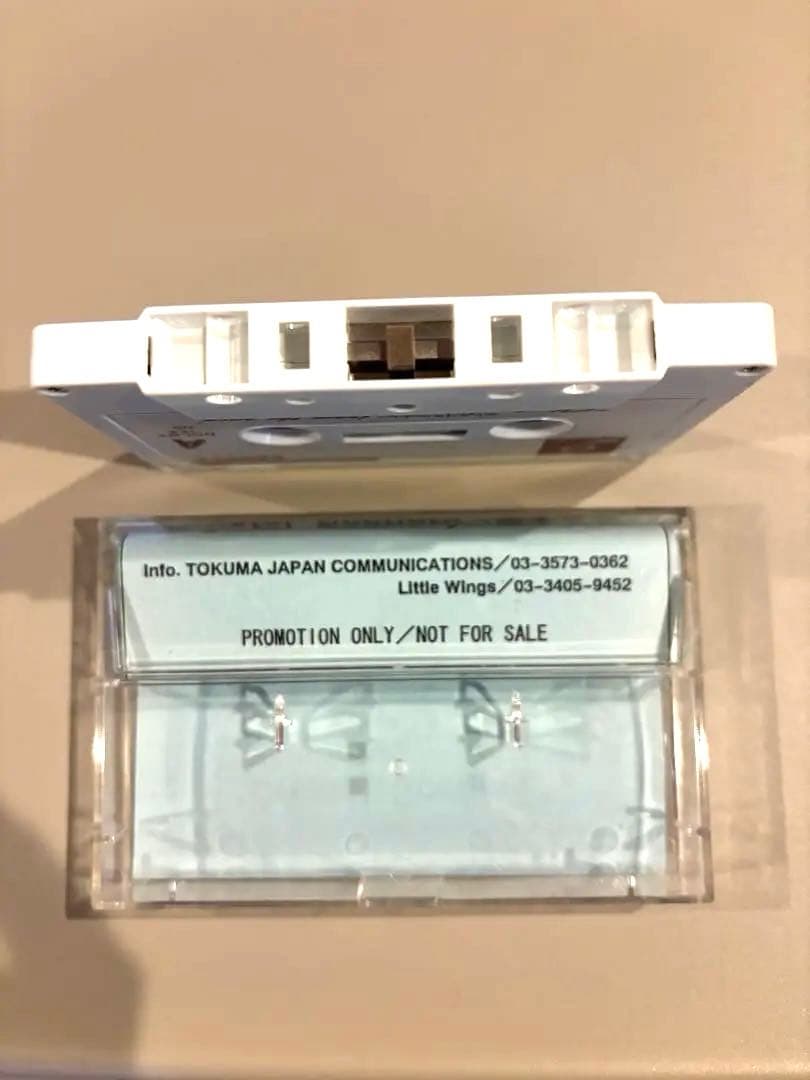 A
Info. TOKUMA JAPAN COMMUNICATIONS／03-3573-0362
Little Wings／03-3405-9452
PROMOTION ONLY／NOT FOR SALE